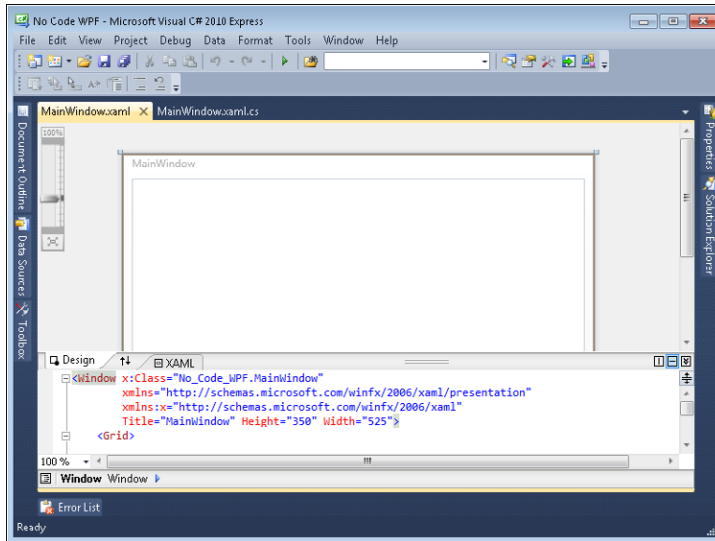 No Code WPF - Microsoft Visual C# 2010 Express
File Edit View Project Debug Data Format Tools Window Help
MainWindow.xaml MainWindow.xaml.cs
Document Outline
Data Sources
Toolbox
100%
MainWindow
Properties
Solution Explorer
Design XAML
<Window x:Class="No_Code_WPF.MainWindow"
xmlns="http://schemas.microsoft.com/winfx/2006/xaml/presentation"
xmlns:x="http://schemas.microsoft.com/winfx/2006/xaml"
Title="MainWindow" Height="350" Width="525">
<Grid>
100 %
Window Window
Error List
Ready